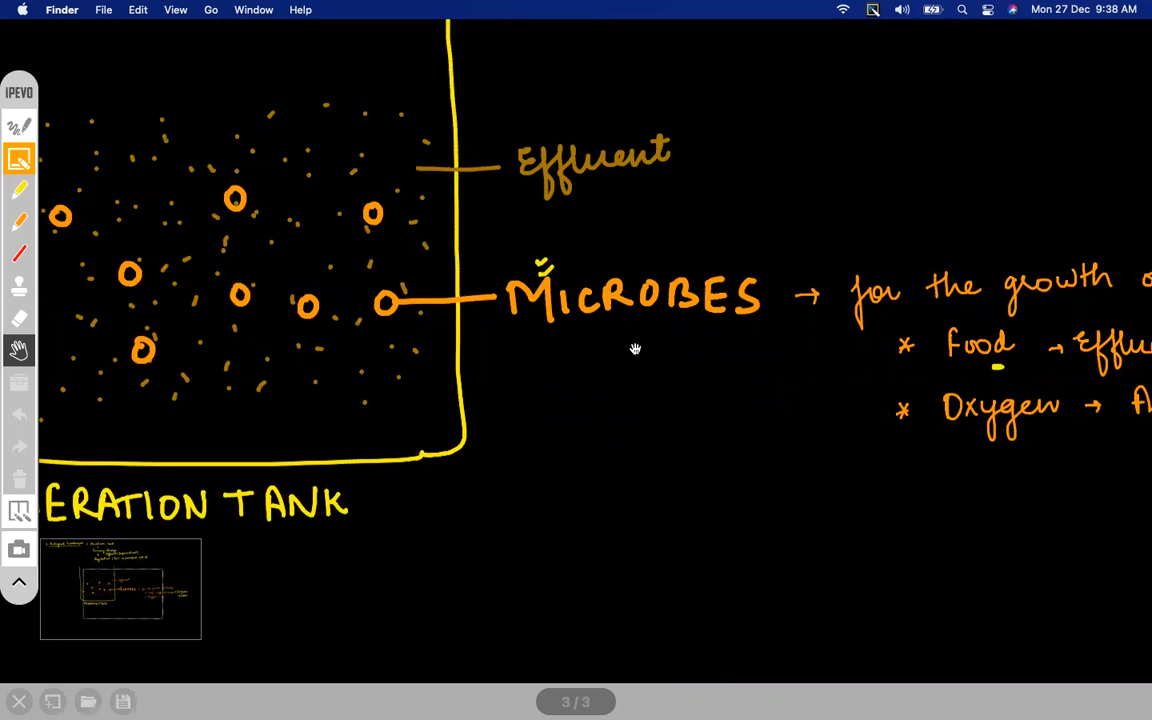 Finder File Edit View Go Window Help Mon 27 Dec 9:38 AM
IPEVO
Effluent
MICROBES → for the growth o
* Food → Efflu
* Oxygen → A
ERATION TANK
3 / 3